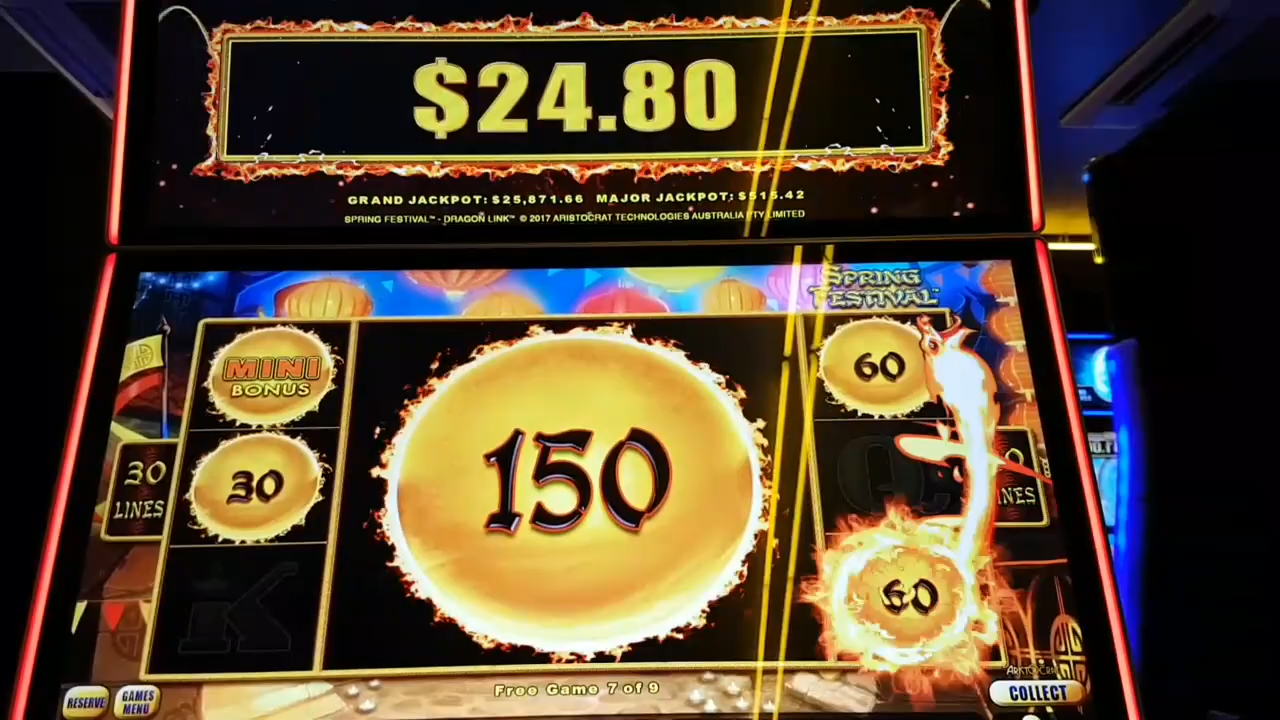 $24.80
GRAND JACKPOT: $25,871.66 MAJOR JACKPOT: $515.42
SPRING FESTIVAL™ - DRAGON LINK™ © 2017 ARISTOCRAT TECHNOLOGIES AUSTRALIA PTY LIMITED
SPRING
FESTIVAL™
MINI
BONUS
60
150
30
30
LINES
Q
K
60
Free Game 7 of 9
RESERVE
GAMES
MENU
COLLECT